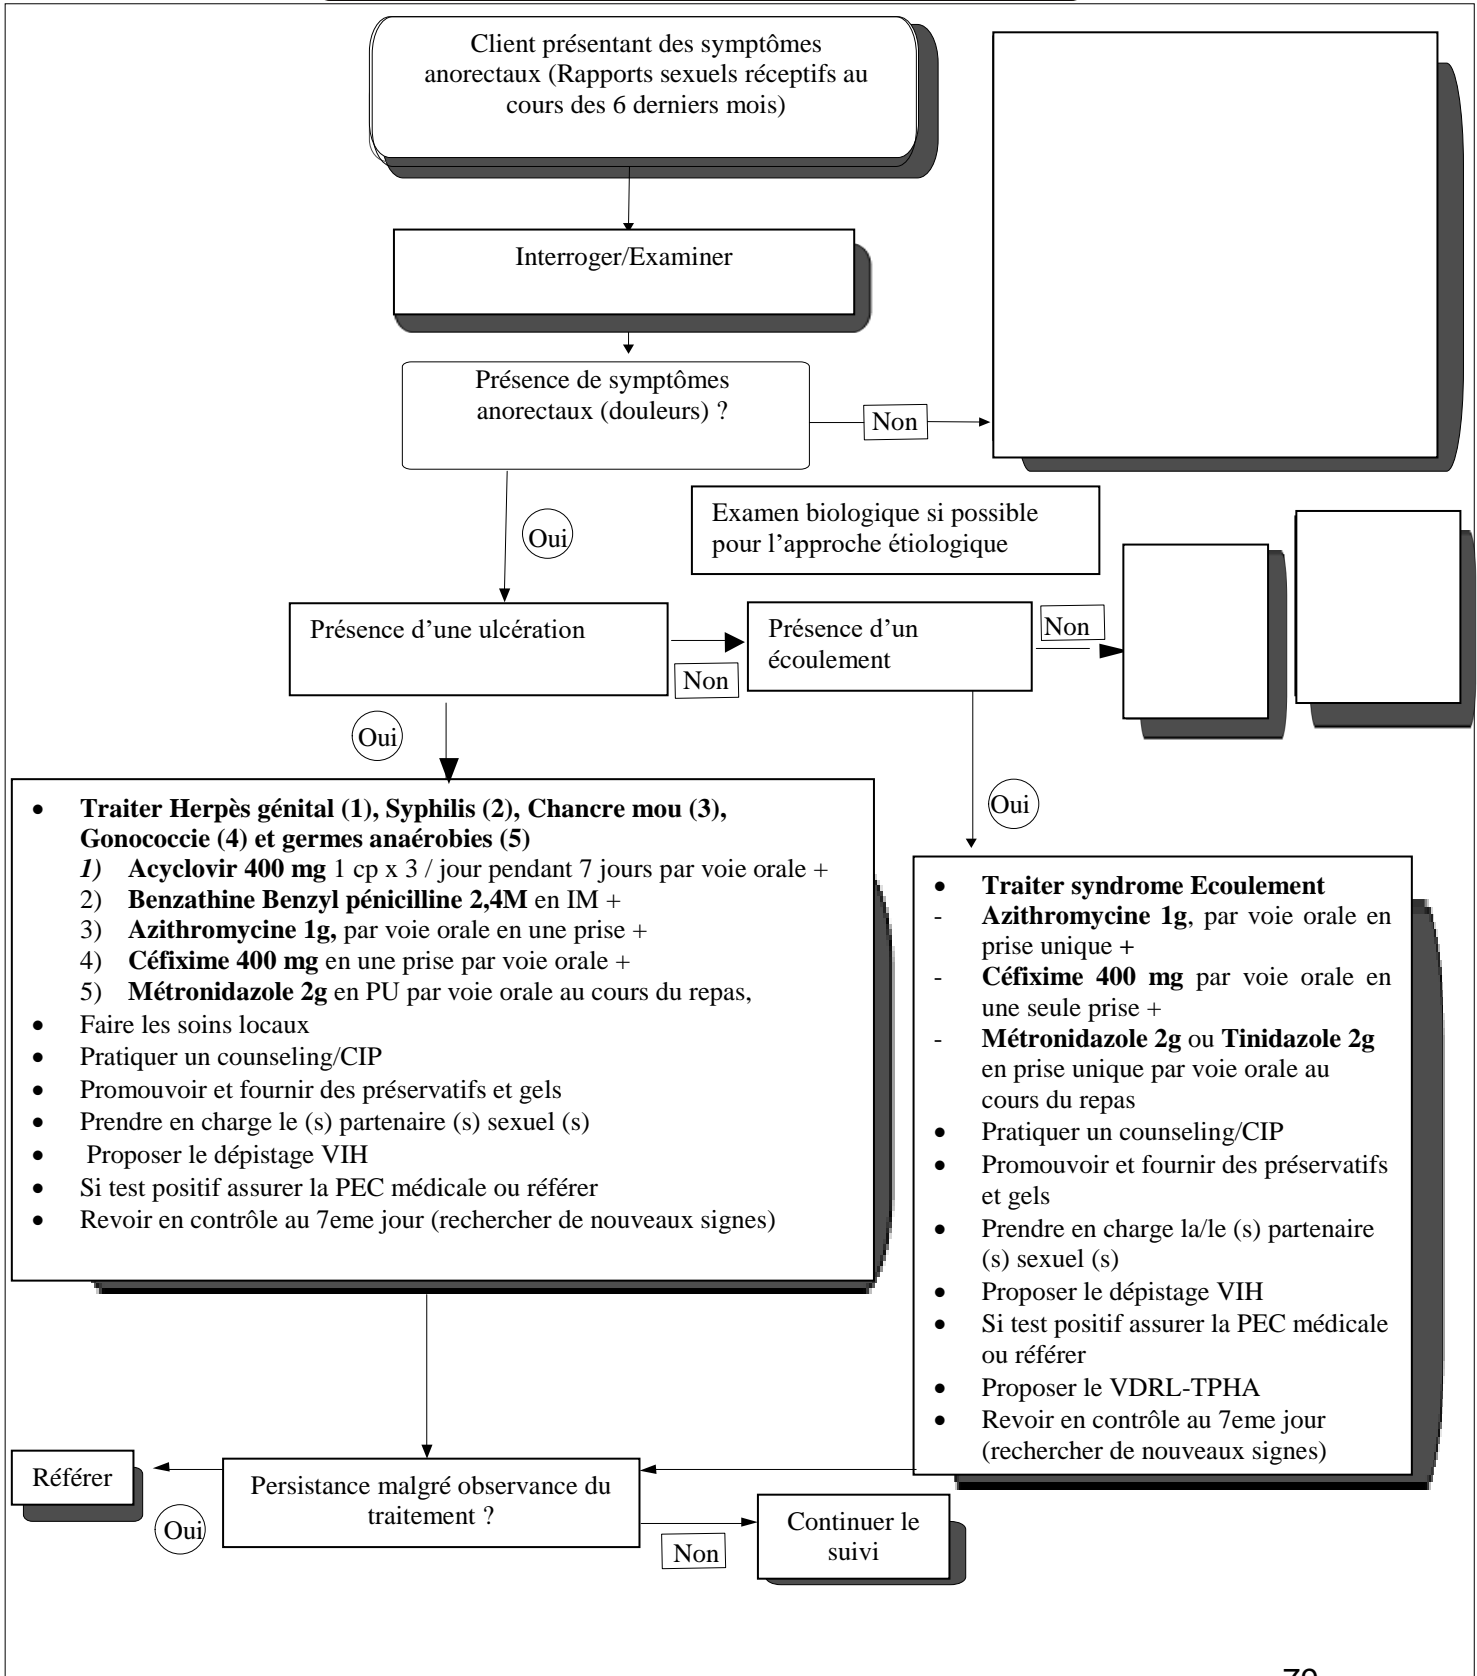 Client présentant des symptômes
anorectaux (Rapports sexuels réceptifs au
cours des 6 derniers mois)
Interroger/Examiner
Présence de symptômes
anorectaux (douleurs) ?
Non
Oui
Examen biologique si possible
pour l’approche étiologique
Présence d’une ulcération
Non
Présence d’un
écoulement
Non
Oui
Oui
• Traiter Herpès génital (1), Syphilis (2), Chancre mou (3),
Gonococcie (4) et germes anaérobies (5)
1) Acyclovir 400 mg 1 cp x 3 / jour pendant 7 jours par voie orale +
2) Benzathine Benzyl pénicilline 2,4M en IM +
3) Azithromycine 1g, par voie orale en une prise +
4) Céfixime 400 mg en une prise par voie orale +
5) Métronidazole 2g en PU par voie orale au cours du repas,
• Faire les soins locaux
• Pratiquer un counseling/CIP
• Promouvoir et fournir des préservatifs et gels
• Prendre en charge le (s) partenaire (s) sexuel (s)
• Proposer le dépistage VIH
• Si test positif assurer la PEC médicale ou référer
• Revoir en contrôle au 7eme jour (rechercher de nouveaux signes)
• Traiter syndrome Ecoulement
- Azithromycine 1g, par voie orale en
prise unique +
- Céfixime 400 mg par voie orale en
une seule prise +
- Métronidazole 2g ou Tinidazole 2g
en prise unique par voie orale au
cours du repas
• Pratiquer un counseling/CIP
• Promouvoir et fournir des préservatifs
et gels
• Prendre en charge la/le (s) partenaire
(s) sexuel (s)
• Proposer le dépistage VIH
• Si test positif assurer la PEC médicale
ou référer
• Proposer le VDRL-TPHA
• Revoir en contrôle au 7eme jour
(rechercher de nouveaux signes)
Référer
Oui
Persistance malgré observance du
traitement ?
Non
Continuer le
suivi